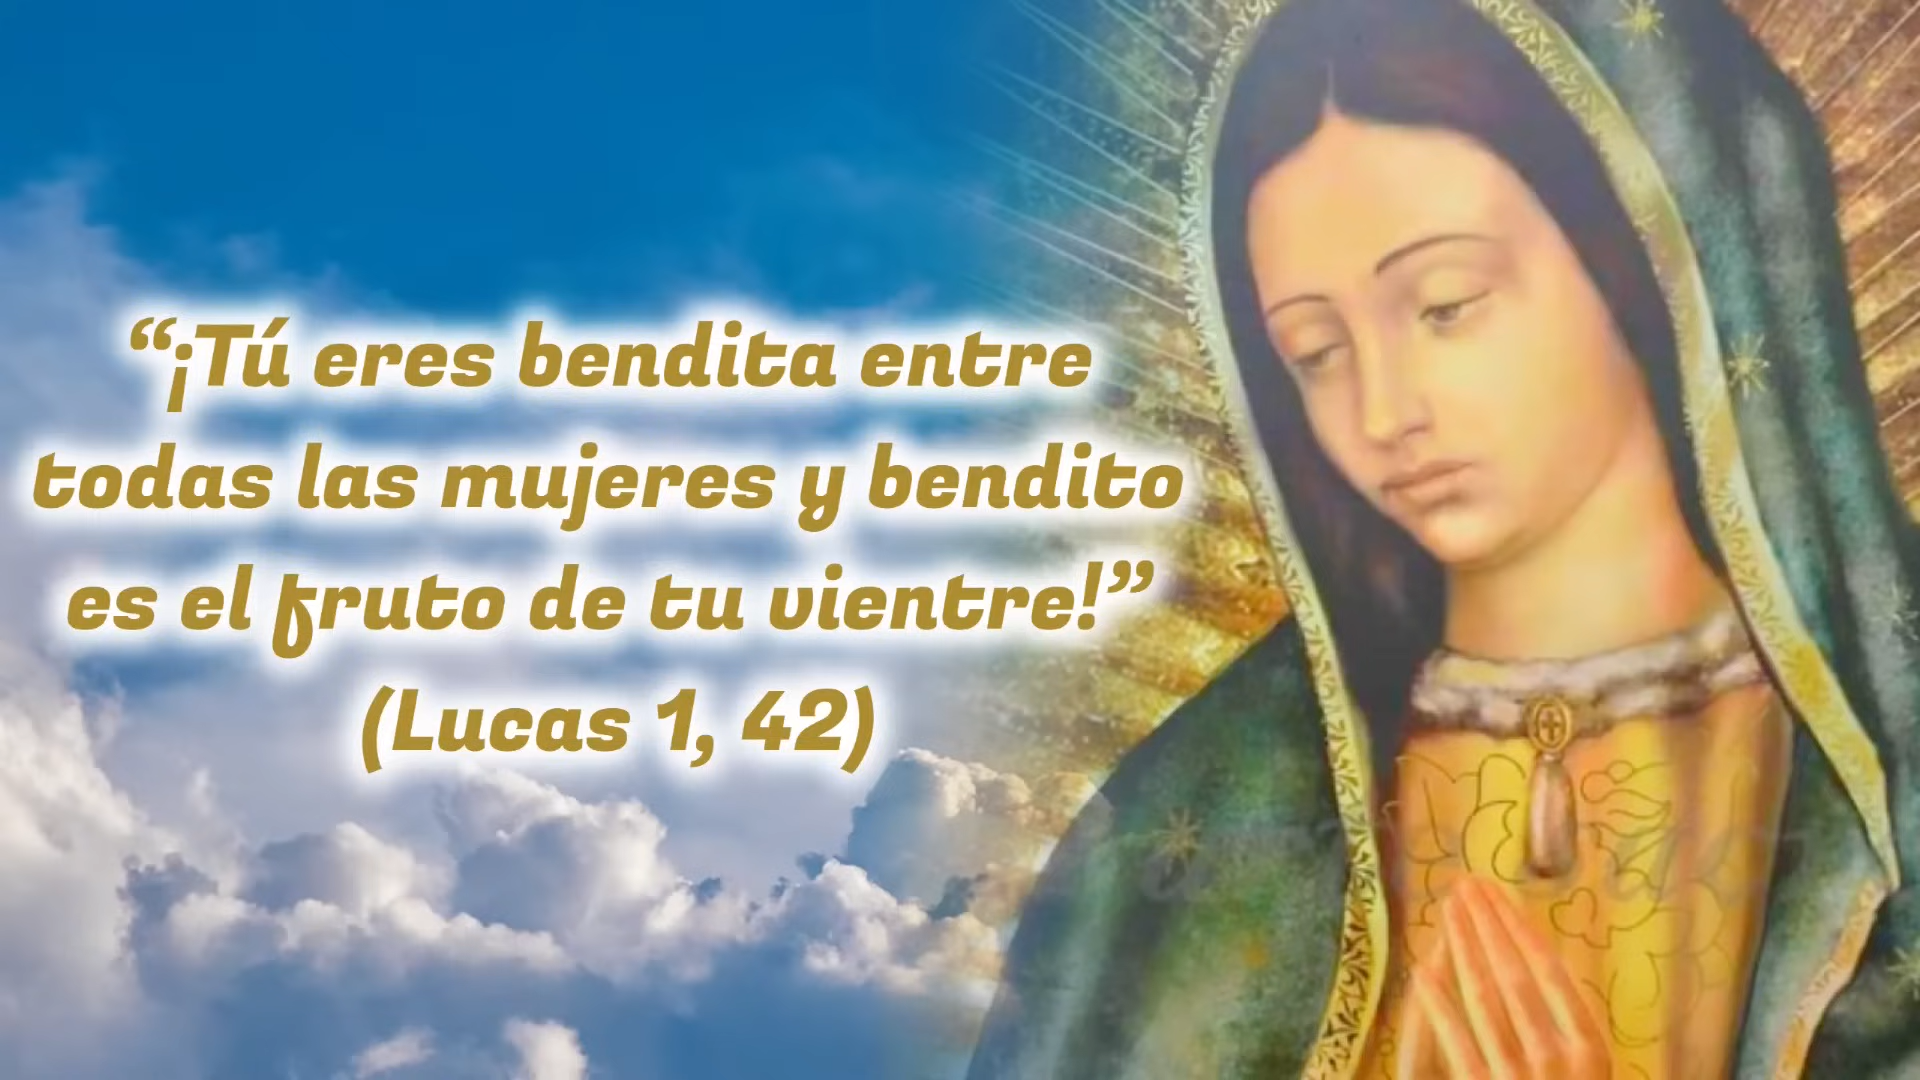 “¡Tú eres bendita entre
todas las mujeres y bendito
es el fruto de tu vientre!”
(Lucas 1, 42)